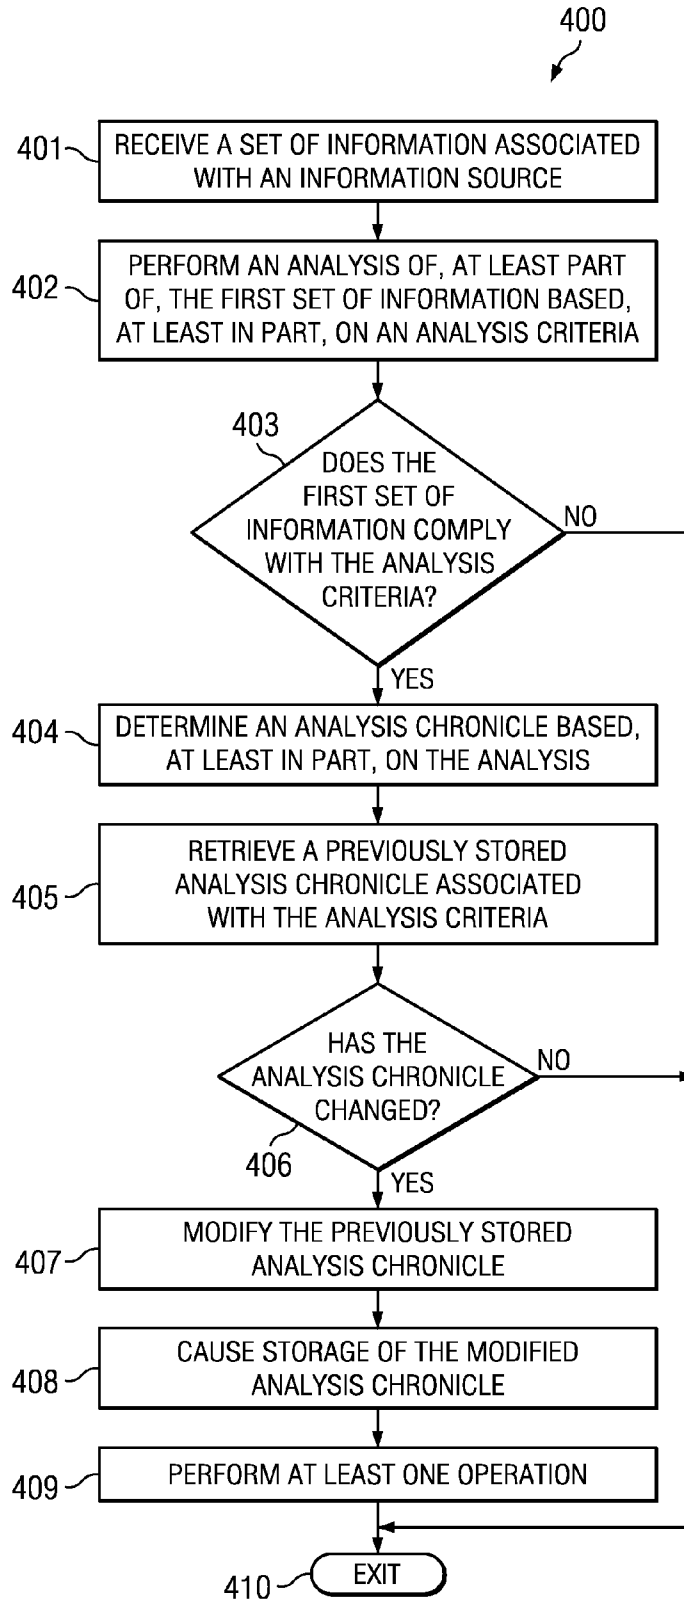 400
401
RECEIVE A SET OF INFORMATION ASSOCIATED
WITH AN INFORMATION SOURCE
402
PERFORM AN ANALYSIS OF, AT LEAST PART
OF, THE FIRST SET OF INFORMATION BASED,
AT LEAST IN PART, ON AN ANALYSIS CRITERIA
403
DOES THE
FIRST SET OF
INFORMATION COMPLY
WITH THE ANALYSIS
CRITERIA?
NO
YES
404
DETERMINE AN ANALYSIS CHRONICLE BASED,
AT LEAST IN PART, ON THE ANALYSIS
405
RETRIEVE A PREVIOUSLY STORED
ANALYSIS CHRONICLE ASSOCIATED
WITH THE ANALYSIS CRITERIA
HAS THE
ANALYSIS CHRONICLE
CHANGED?
NO
406
YES
407
MODIFY THE PREVIOUSLY STORED
ANALYSIS CHRONICLE
408
CAUSE STORAGE OF THE MODIFIED
ANALYSIS CHRONICLE
409
PERFORM AT LEAST ONE OPERATION
410
EXIT